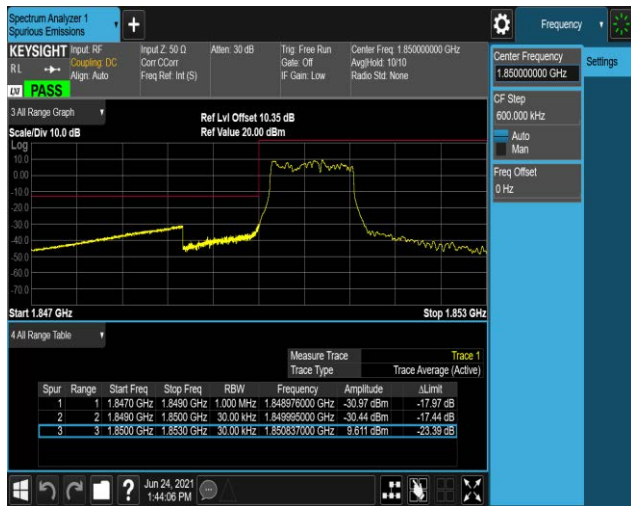 Spectrum Analyzer 1
Spurious Emissions
Frequency
KEYSIGHT Input: RF Input Z: 50 Ω Atten: 30 dB Trig: Free Run Center Freq: 1.850000000 GHz
RL Coupling: DC Corr CCorr Gate: Off Avg|Hold: 10/10
Align: Auto Freq Ref: Int (S) IF Gain: Low Radio Std: None
PASS
Center Frequency
1.850000000 GHz
Settings
CF Step
600.000 kHz
Auto
Man
Freq Offset
0 Hz
3 All Range Graph
Ref Lvl Offset 10.35 dB
Scale/Div 10.0 dB Ref Value 20.00 dBm
Log
10.0
0.00
-10.0
-20.0
-30.0
-40.0
-50.0
-60.0
-70.0
Start 1.847 GHz Stop 1.853 GHz
4 All Range Table
Measure Trace Trace 1
Trace Type Trace Average (Active)
Spur Range Start Freq Stop Freq RBW Frequency Amplitude ΔLimit
1 1 1.8470 GHz 1.8490 GHz 1.000 MHz 1.848976000 GHz -30.97 dBm -17.97 dB
2 2 1.8490 GHz 1.8500 GHz 30.00 kHz 1.849995000 GHz -30.44 dBm -17.44 dB
3 3 1.8500 GHz 1.8530 GHz 30.00 kHz 1.850837000 GHz 9.611 dBm -23.39 dB
Jun 24, 2021
1:44:06 PM